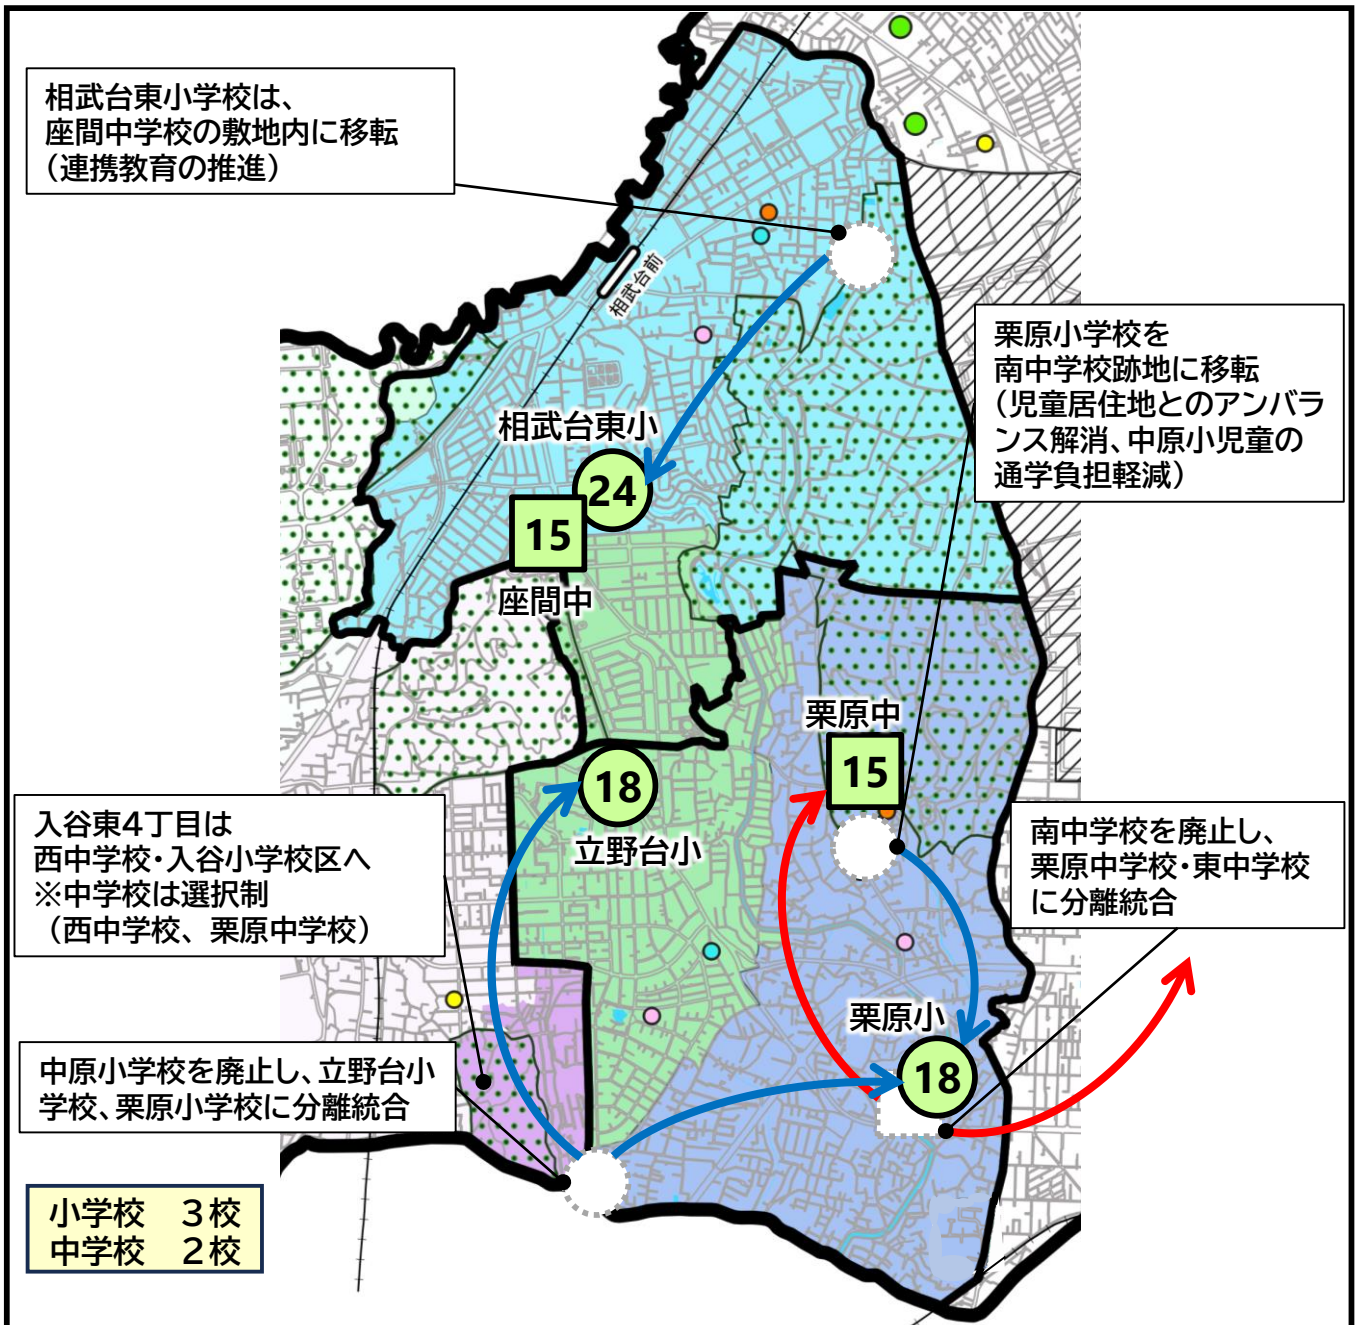 相武台東小学校は、
座間中学校の敷地内に移転
（連携教育の推進）
相武台前
栗原小学校を
南中学校跡地に移転
（児童居住地とのアンバラ
ンス解消、中原小児童の
通学負担軽減）
相武台東小
24
15
座間中
栗原中
15
18
立野台小
入谷東4丁目は
西中学校・入谷小学校区へ
※中学校は選択制
（西中学校、栗原中学校）
南中学校を廃止し、
栗原中学校・東中学校
に分離統合
栗原小
18
中原小学校を廃止し、立野台小
学校、栗原小学校に分離統合
小学校　3校
中学校　2校